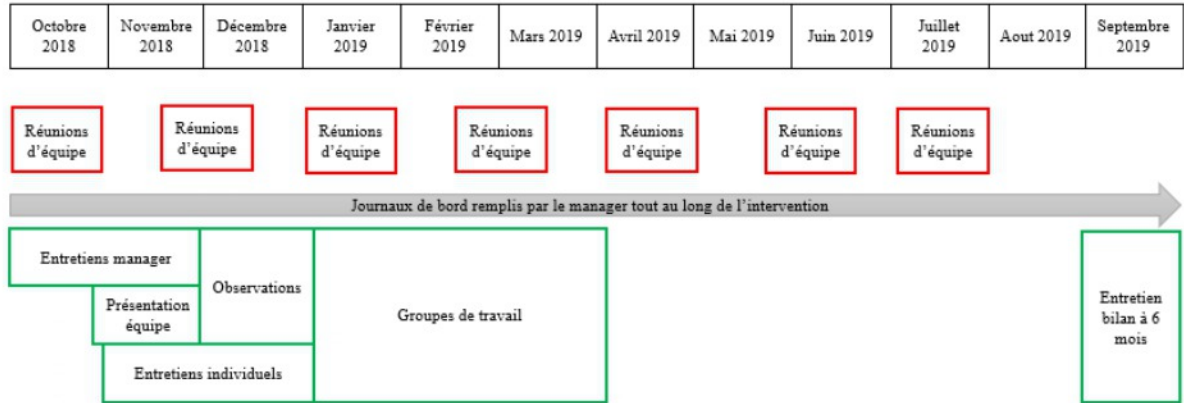 Octobre
2018
Novembre
2018
Décembre
2018
Janvier
2019
Février
2019
Mars 2019
Avril 2019
Mai 2019
Juin 2019
Juillet
2019
Aout 2019
Septembre
2019
Réunions
d'équipe
Réunions
d'équipe
Réunions
d'équipe
Réunions
d'équipe
Réunions
d'équipe
Réunions
d'équipe
Réunions
d'équipe
Journaux de bord remplis par le manager tout au long de l'intervention
Entretiens manager
Présentation
équipe
Observations
Entretiens individuels
Groupes de travail
Entretien
bilan à 6
mois